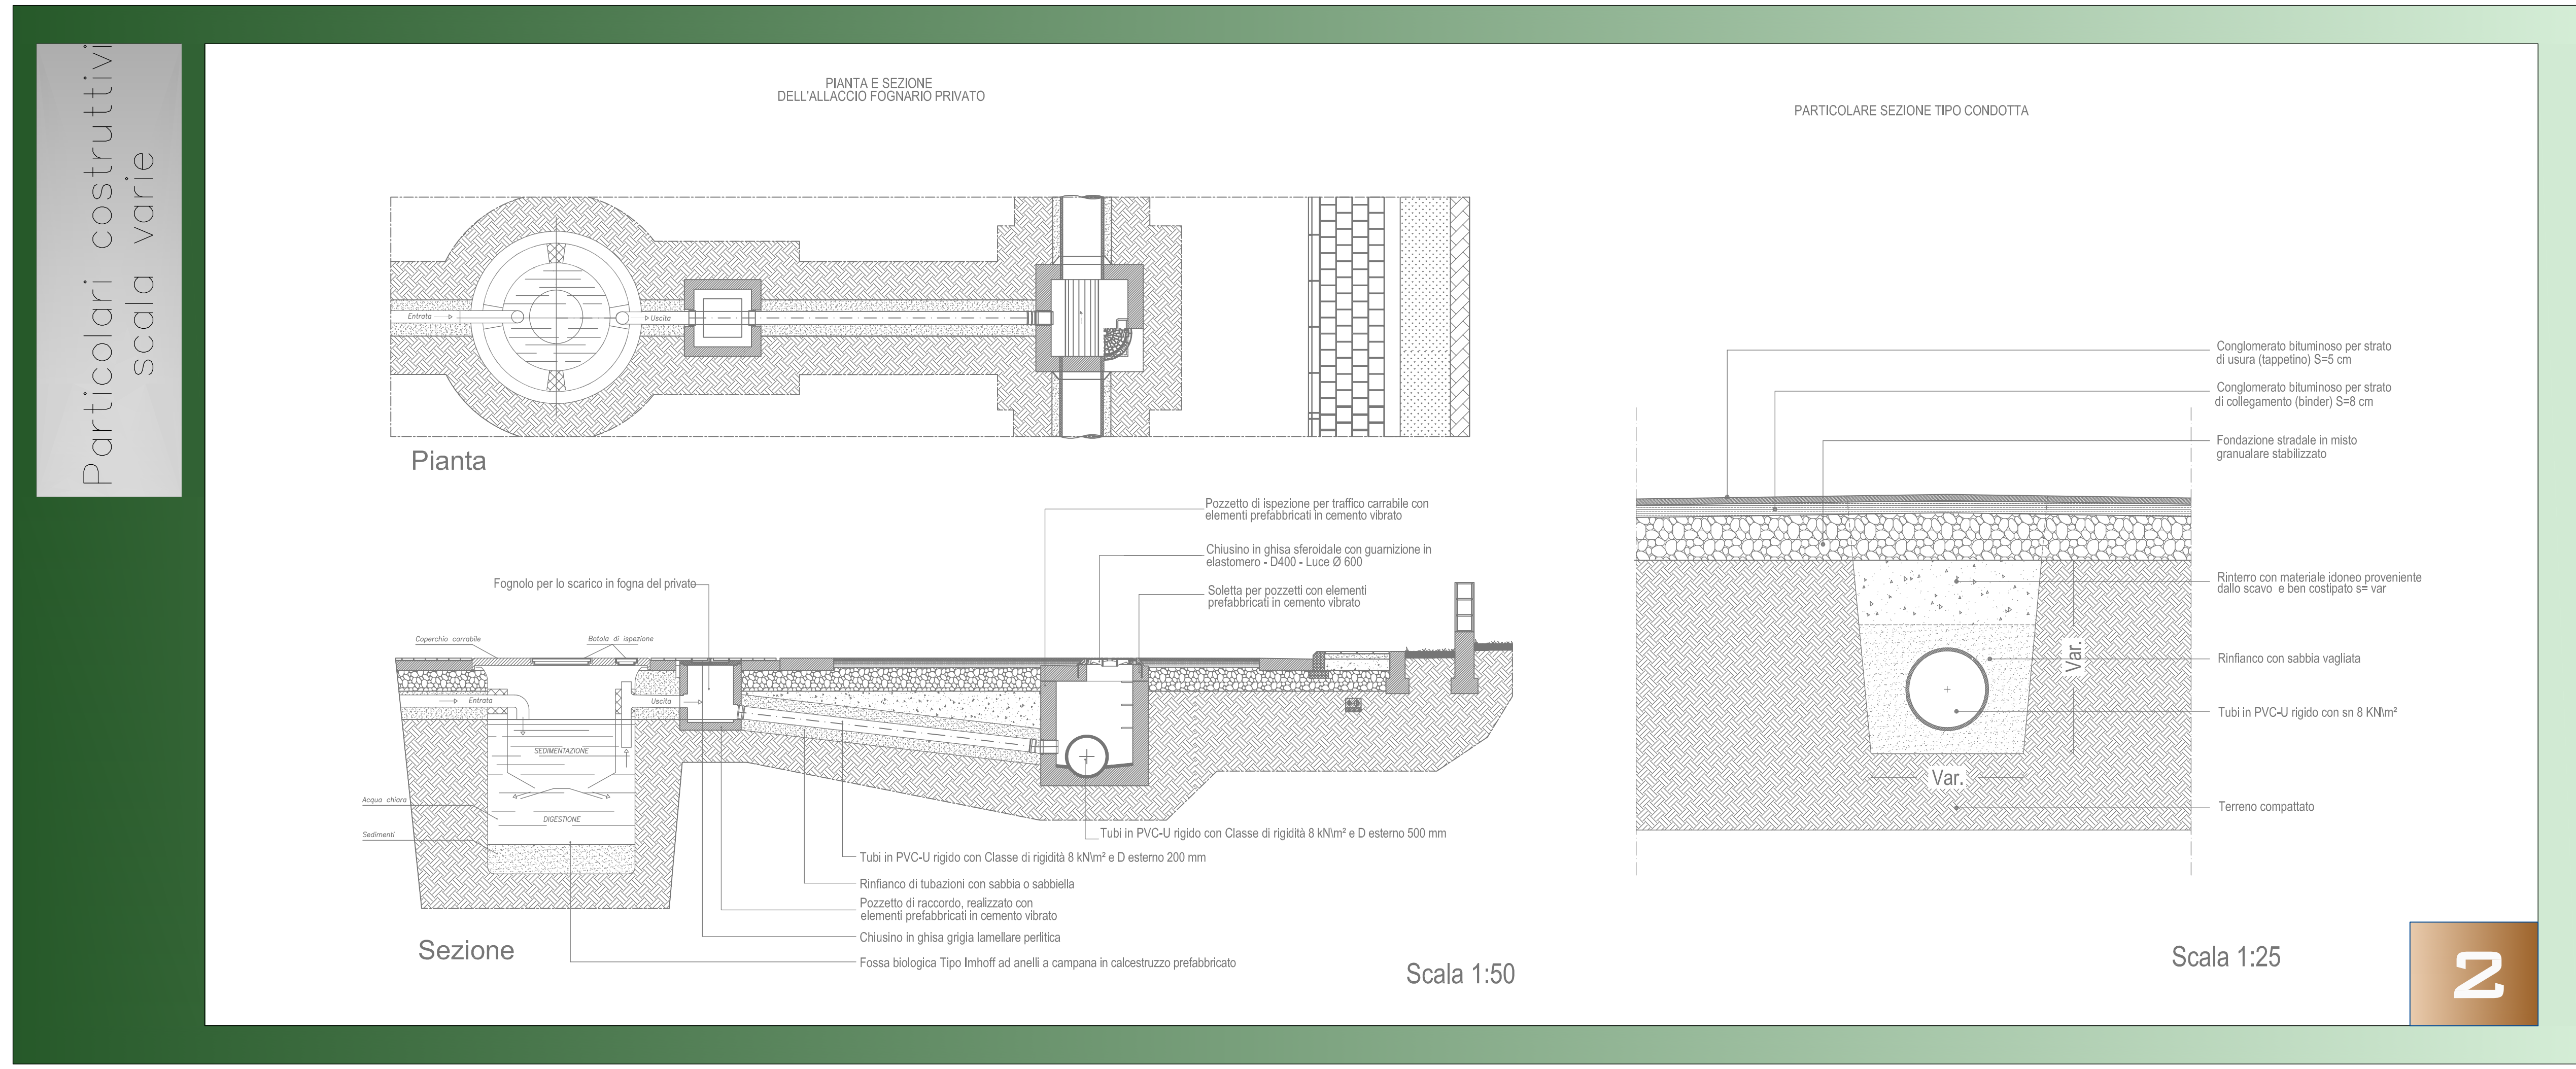 Particolari costruttivi
scala varie
PIANTA E SEZIONE
DELL'ALLACCIO FOGNARIO PRIVATO
Entrata
Uscita
Pianta
Pozzetto di ispezione per traffico carrabile con
elementi prefabbricati in cemento vibrato
Chiusino in ghisa sferoidale con guarnizione in
elastomero - D400 - Luce Ø 600
Soletta per pozzetti con elementi
prefabbricati in cemento vibrato
Fognolo per lo scarico in fogna del privato
Coperchio carrabile
Botola di ispezione
Entrata
Uscita
SEDIMENTAZIONE
Acqua chiara
DIGESTIONE
Sedimenti
Tubi in PVC-U rigido con Classe di rigidità 8 kN\m² e D esterno 500 mm
Tubi in PVC-U rigido con Classe di rigidità 8 kN\m² e D esterno 200 mm
Rinfianco di tubazioni con sabbia o sabbiella
Pozzetto di raccordo, realizzato con
elementi prefabbricati in cemento vibrato
Chiusino in ghisa grigia lamellare perlitica
Fossa biologica Tipo Imhoff ad anelli a campana in calcestruzzo prefabbricato
Sezione
Scala 1:50
PARTICOLARE SEZIONE TIPO CONDOTTA
Conglomerato bituminoso per strato
di usura (tappetino) S=5 cm
Conglomerato bituminoso per strato
di collegamento (binder) S=8 cm
Fondazione stradale in misto
granualare stabilizzato
Rinterro con materiale idoneo proveniente
dallo scavo e ben costipato s= var
Rinfianco con sabbia vagliata
Var.
Tubi in PVC-U rigido con sn 8 KN\m²
Var.
Terreno compattato
Scala 1:25
2